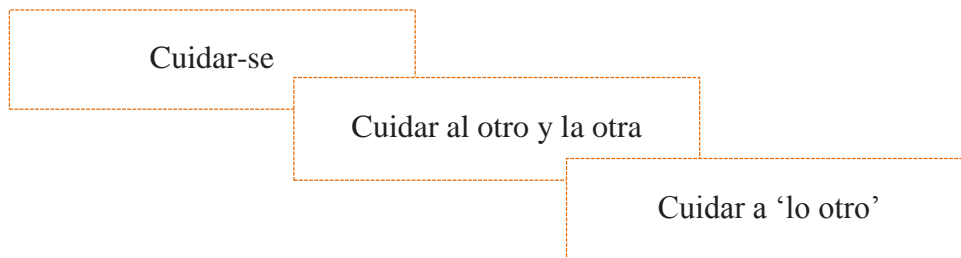 Cuidar-se
Cuidar al otro y la otra
Cuidar a ‘lo otro’